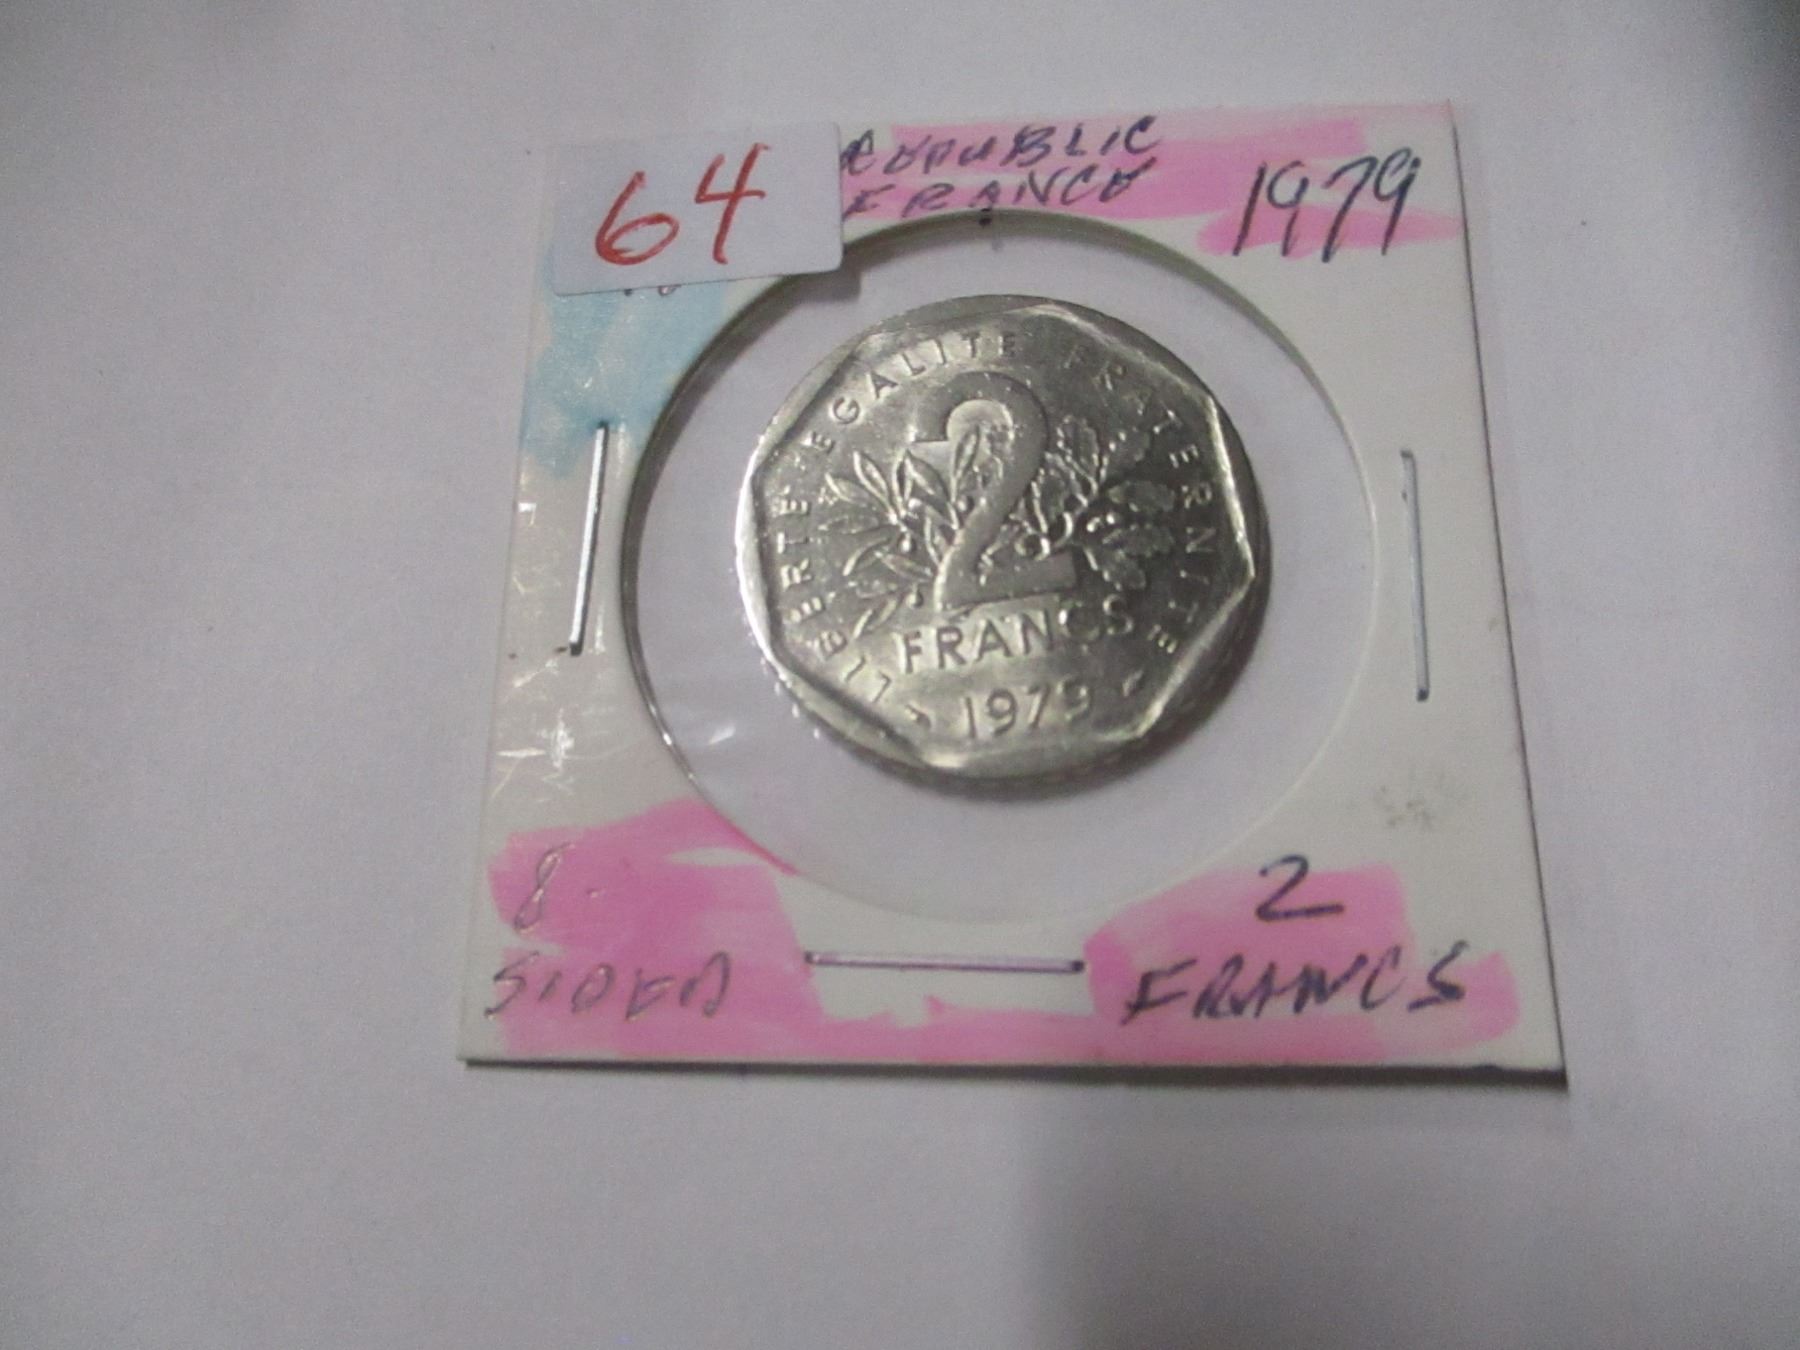 64
REPUBLIC
FRANCE
1979
LIBERTE EGALITE FRATERNITE
2
FRANCS
1979
8
SIDED
2
FRANCS